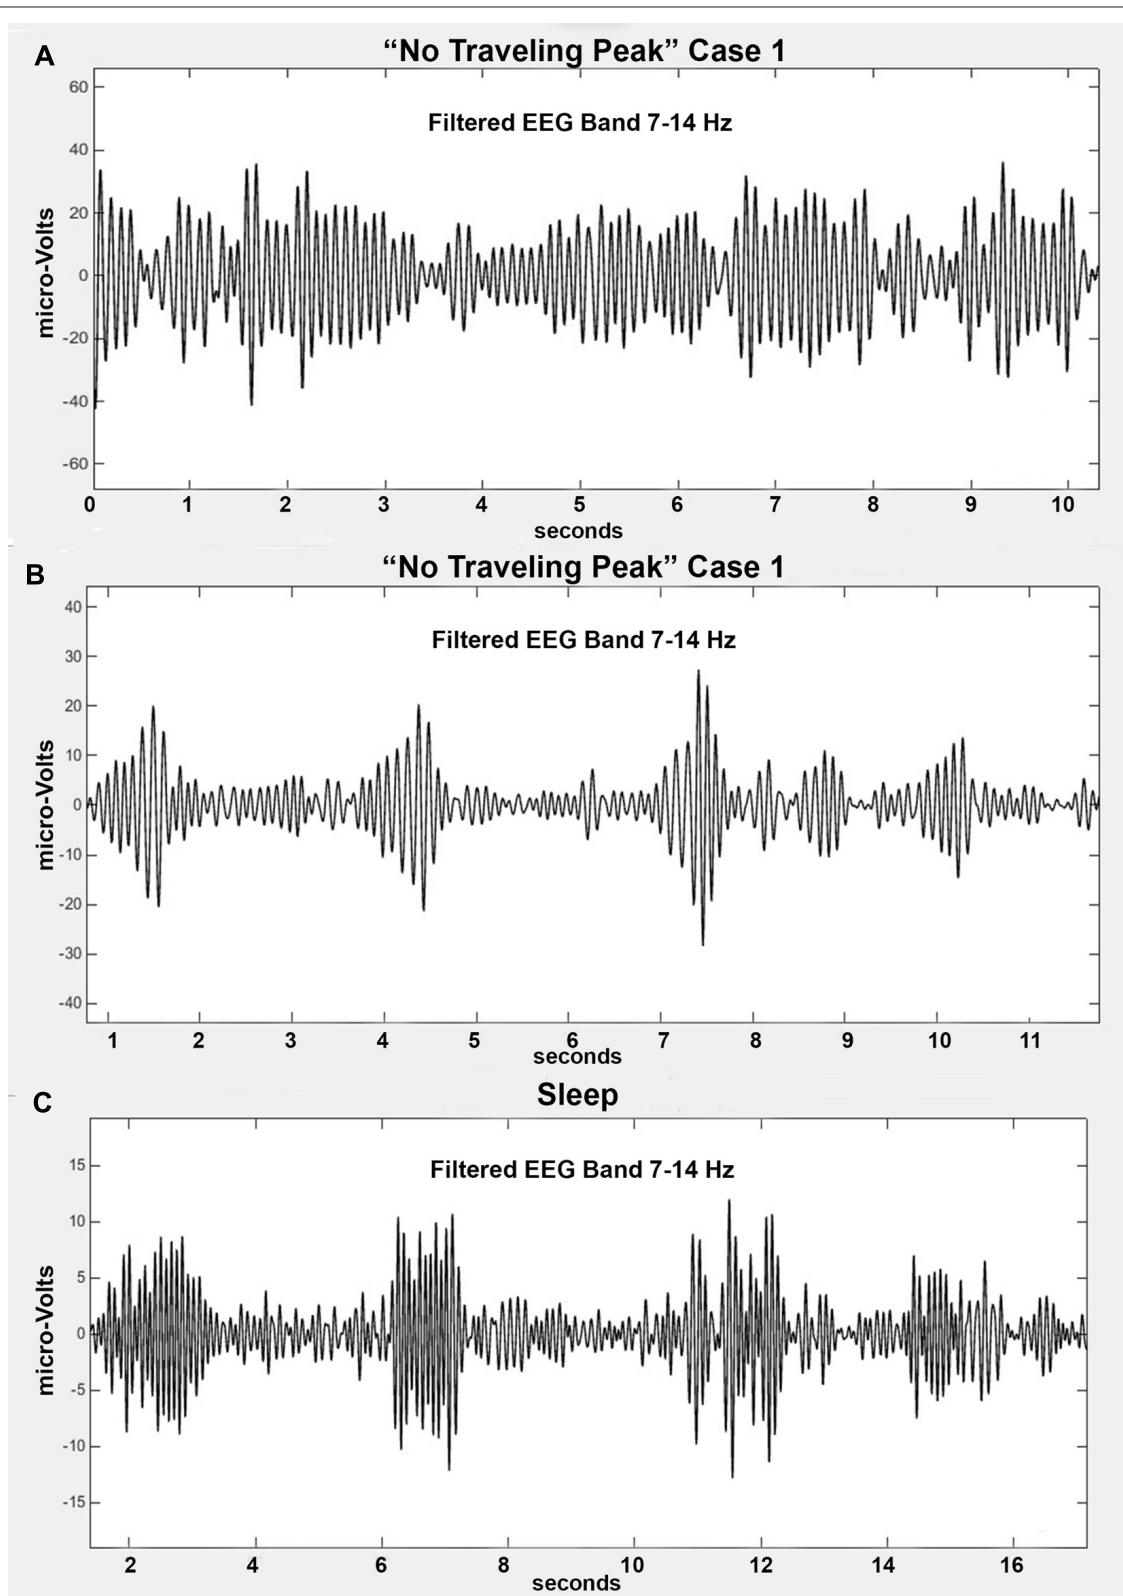 A
“No Traveling Peak” Case 1
Filtered EEG Band 7-14 Hz
micro-Volts
60
40
20
0
-20
-40
-60
0 1 2 3 4 5 6 7 8 9 10
seconds
B
“No Traveling Peak” Case 1
Filtered EEG Band 7-14 Hz
micro-Volts
40
30
20
10
0
-10
-20
-30
-40
1 2 3 4 5 6 7 8 9 10 11
seconds
C
Sleep
Filtered EEG Band 7-14 Hz
micro-Volts
15
10
5
0
-5
-10
-15
2 4 6 8 10 12 14 16
seconds